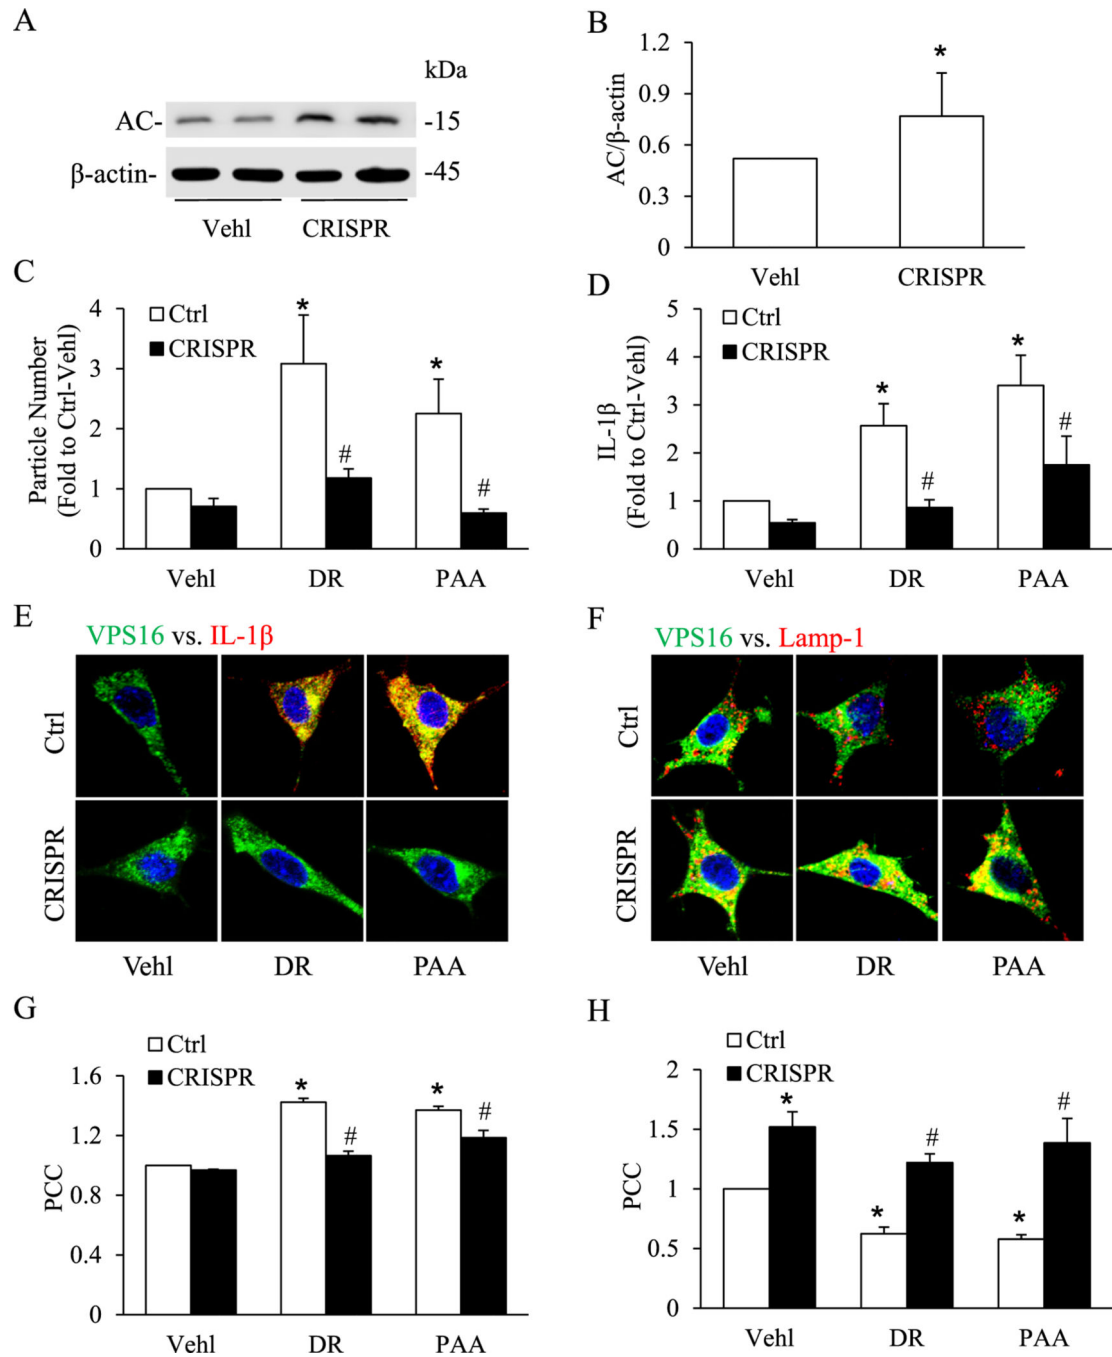 A
kDa
AC-
-15
β-actin-
-45
Vehl
CRISPR
B
AC/β-actin
1.2
0.9
0.6
0.3
0
*
Vehl
CRISPR
C
Particle Number
(Fold to Ctrl-Vehl)
4
3
2
1
0
Ctrl
CRISPR
*
#
*
#
Vehl
DR
PAA
D
IL-1β
(Fold to Ctrl-Vehl)
5
4
3
2
1
0
Ctrl
CRISPR
*
#
*
#
Vehl
DR
PAA
E
VPS16 vs. IL-1β
Ctrl
CRISPR
Vehl
DR
PAA
F
VPS16 vs. Lamp-1
Ctrl
CRISPR
Vehl
DR
PAA
G
PCC
1.6
1.2
0.8
0.4
0
Ctrl
CRISPR
*
#
*
#
Vehl
DR
PAA
H
PCC
2
1.5
1
0.5
0
Ctrl
CRISPR
*
*
#
*
#
Vehl
DR
PAA